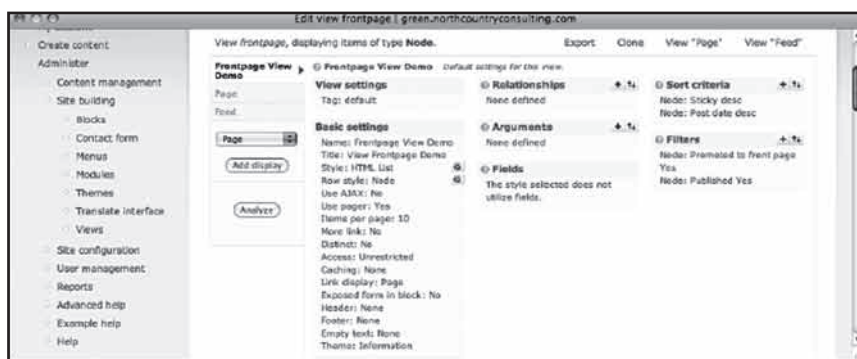 Edit view frontpage | green.northcountryconsulting.com
Create content
Administer
Content management
Site building
Blocks
Contact form
Menus
Modules
Themes
Translate interface
Views
Site configuration
User management
Reports
Advanced help
Example help
Help
View frontpage, displaying items of type Node.
Export Clone View "Page" View "Feed"
Frontpage View
Demo
Page
Feed
Page
Add display
Analyze
Frontpage View Demo Default settings for this view.
View settings
Tag: default
Basic settings
Name: Frontpage View Demo
Title: View Frontpage Demo
Style: HTML List
Row style: Node
Use AJAX: No
Use pager: Yes
Items per page: 10
More link: No
Distinct: No
Access: Unrestricted
Caching: None
Link display: Page
Exposed form in block: No
Header: None
Footer: None
Empty text: None
Theme: Information
Relationships
None defined
Arguments
None defined
Fields
The style selected does not
utilize fields.
Sort criteria
Node: Sticky desc
Node: Post date desc
Filters
Node: Promoted to front page
Yes
Node: Published Yes